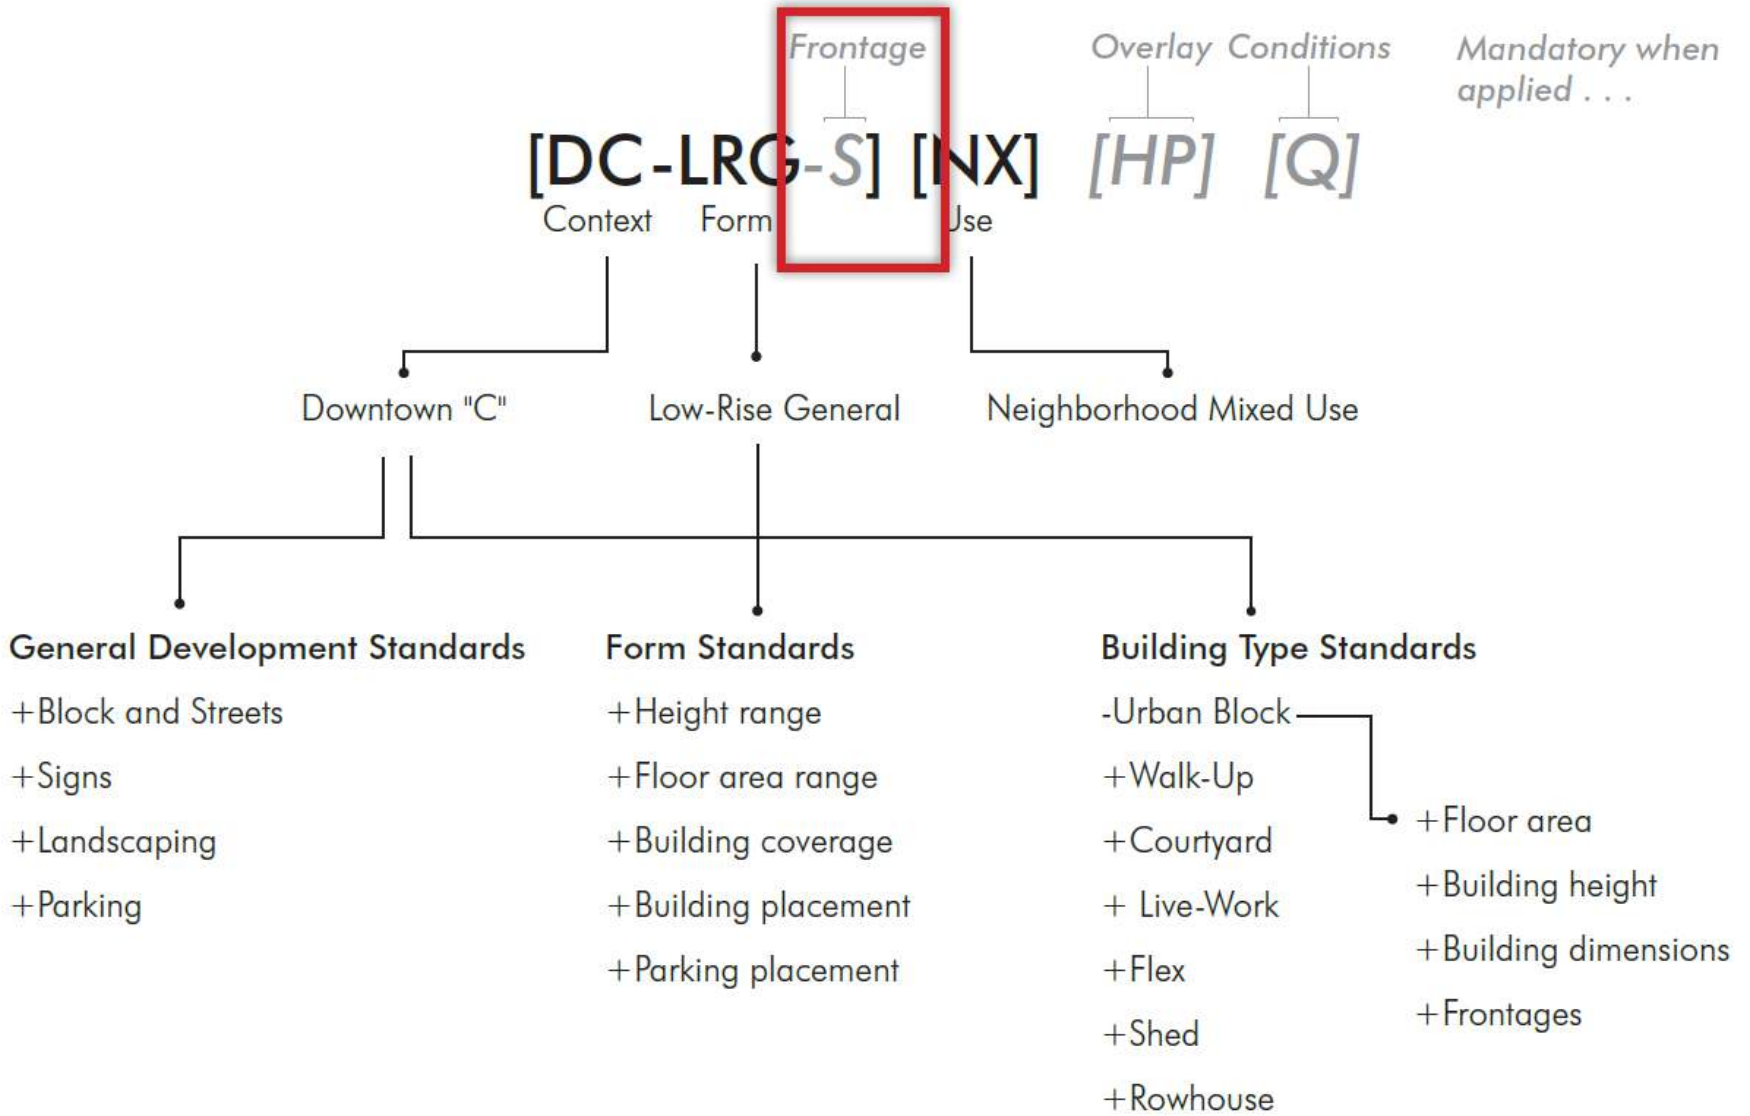 Frontage Overlay Conditions Mandatory when
applied . . .
[DC-LRG-S] [NX] [HP] [Q]
Context Form Use
Downtown "C" Low-Rise General Neighborhood Mixed Use
General Development Standards
+Block and Streets
+Signs
+Landscaping
+Parking
Form Standards
+Height range
+Floor area range
+Building coverage
+Building placement
+Parking placement
Building Type Standards
-Urban Block
+Walk-Up
+Courtyard
+ Live-Work
+Flex
+Shed
+Rowhouse
+Floor area
+Building height
+Building dimensions
+Frontages